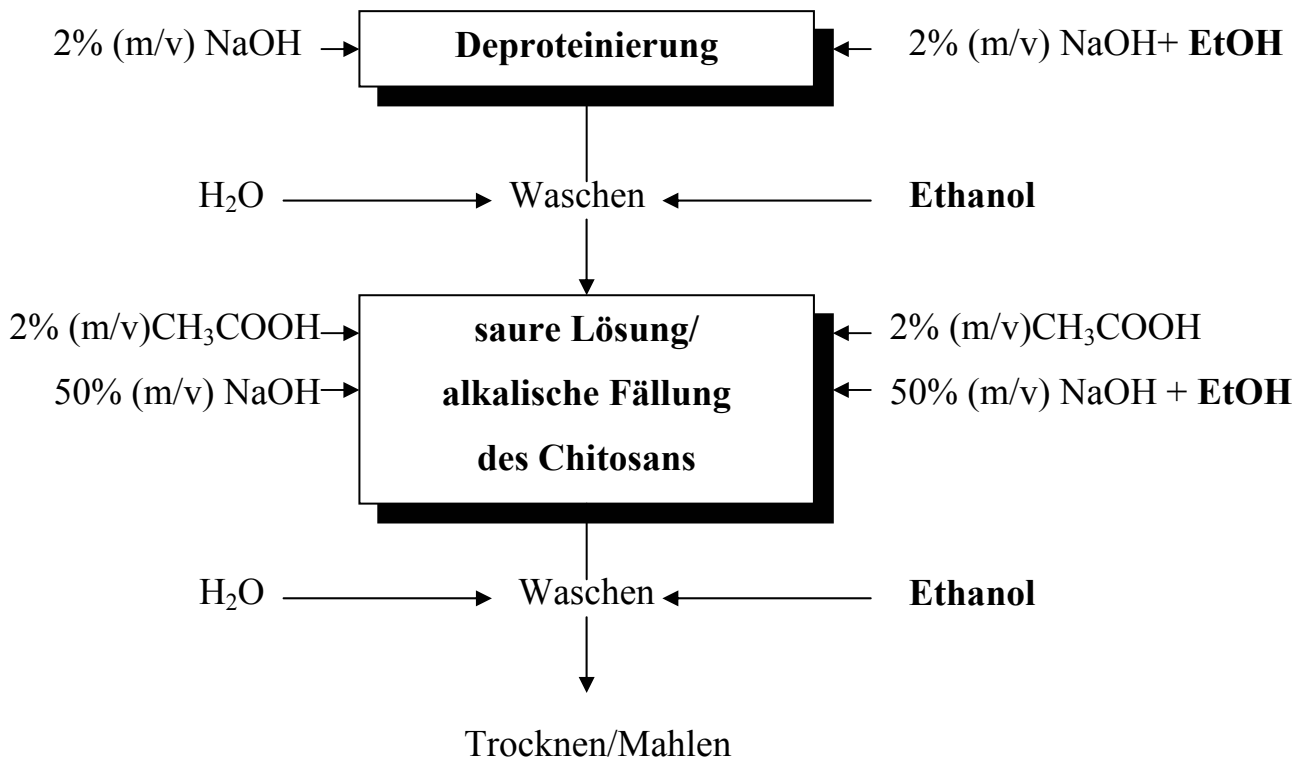 2% (m/v) NaOH Deproteinierung 2% (m/v) NaOH+ EtOH
H₂O Waschen Ethanol
2% (m/v)CH₃COOH saure Lösung/ 2% (m/v)CH₃COOH
50% (m/v) NaOH alkalische Fällung 50% (m/v) NaOH + EtOH
des Chitosans
H₂O Waschen Ethanol
Trocknen/Mahlen